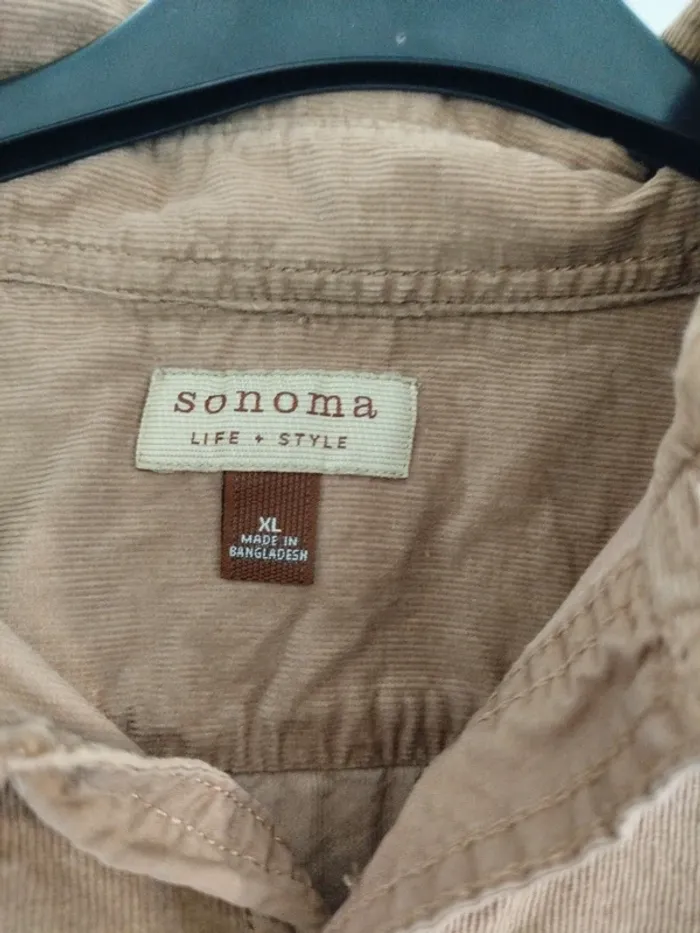 sonoma
LIFE + STYLE
XL
MADE IN
BANGLADESH